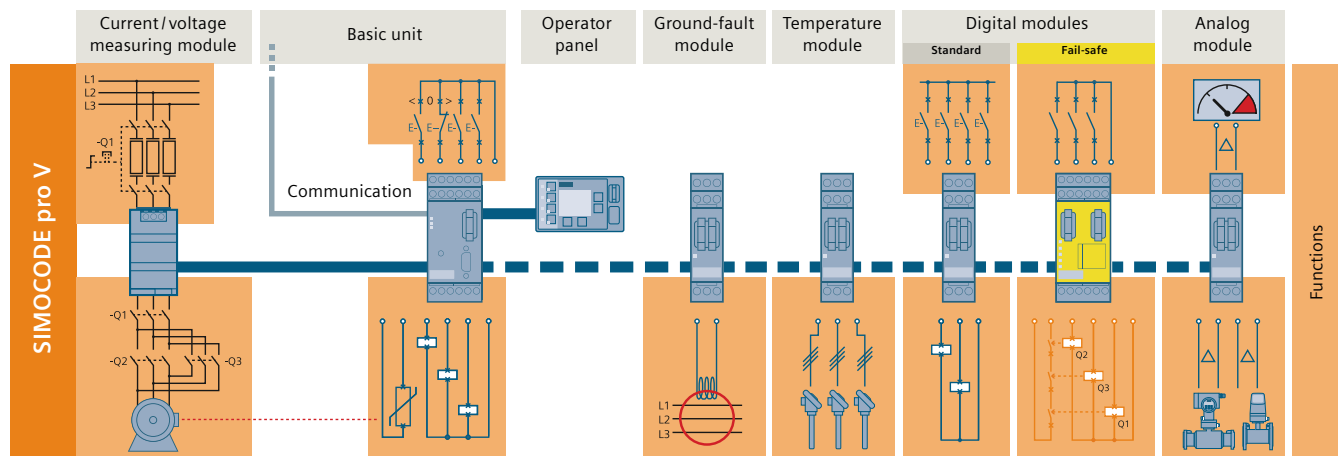 Current/voltage
measuring module
Basic unit
Operator
panel
Ground-fault
module
Temperature
module
Digital modules
Standard
Fail-safe
Analog
module
SIMOCODE pro V
Functions
L1
L2
L3
-Q1
< 0 >
E- E- E- E-
E- E- E- E-
Communication
-Q1
-Q2
-Q3
L1
L2
L3
Q2
Q3
Q1